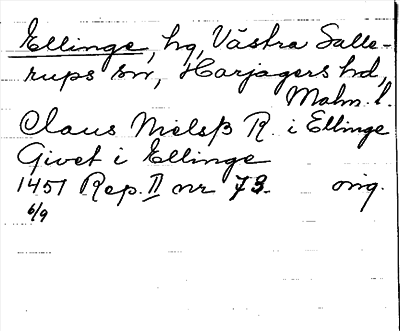 Ellinge, hg, Västra Salle-
rups sn, Harjagers hd,
Malm. l.
Claus Nielsß R. i Ellinge
Givet i Ellinge
1451 Rep. II nr 73. orig.
6/9